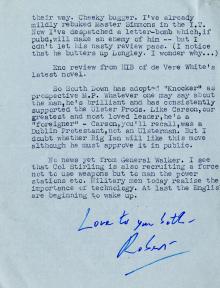 their way. Cheeky bugger. I've already
mildly rebuked Master Simmons in the I.T.
Now I've despatched a letter-bomb which, if
pubd, will make an enemy of him -- but I
can't let his nasty review pass. (I notice
that he butters up Longley. I wonder why...)
Enc review from HIB of de Vere White's
latest novel.
So South Down has adopted "Knocker" as
prospective M.P. Whatever one may say about
the man, he's brilliant and has consistently
supported the Ulster Prods. Like Carson, our
greatest and most loved leader, he's a
"foreigner" - Carson, you'll recall, was a
Dublin Protestant, not an Ulsterman. But I
doubt whether Big Ian will like this move
although he must approve it in public.
No news yet from General Walker. I see
that Col Stirling is also recruiting a force
not to use weapons but to man the power
stations etc. Military men today realise the
importance of technology. At last the English
are beginning to wake up.
Love to you both -
Robert